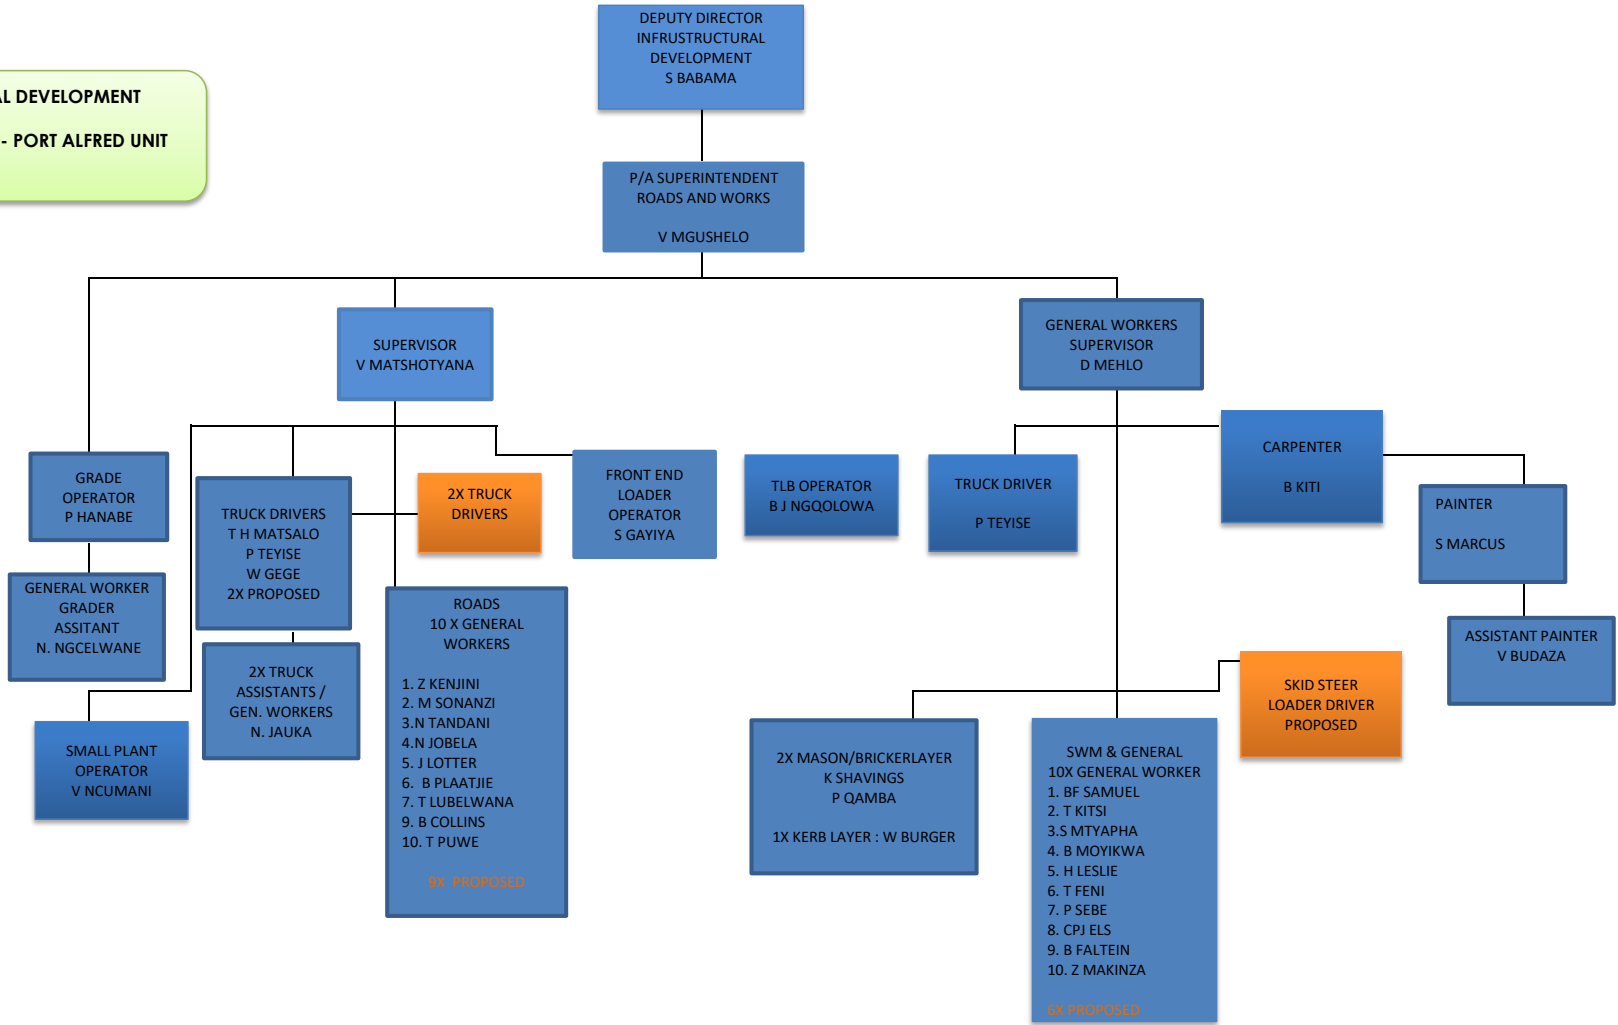 DEPUTY DIRECTOR
INFRUSTRUCTURAL
DEVELOPMENT
S BABAMA
AL DEVELOPMENT
- PORT ALFRED UNIT
P/A SUPERINTENDENT
ROADS AND WORKS
V MGUSHELO
SUPERVISOR
V MATSHOTYANA
GENERAL WORKERS
SUPERVISOR
D MEHLO
GRADE
OPERATOR
P HANABE
GENERAL WORKER
GRADER
ASSITANT
N. NGCELWANE
SMALL PLANT
OPERATOR
V NCUMANI
TRUCK DRIVERS
T H MATSALO
P TEYISE
W GEGE
2X PROPOSED
2X TRUCK
ASSISTANTS /
GEN. WORKERS
N. JAUKA
2X TRUCK
DRIVERS
ROADS
10 X GENERAL
WORKERS
1. Z KENJINI
2. M SONANZI
3.N TANDANI
4.N JOBELA
5. J LOTTER
6.  B PLAATJIE
7. T LUBELWANA
9. B COLLINS
10. T PUWE
9X  PROPOSED
FRONT END
LOADER
OPERATOR
S GAYIYA
TLB OPERATOR
B J NGQOLOWA
TRUCK DRIVER
P TEYISE
CARPENTER
B KITI
PAINTER
S MARCUS
ASSISTANT PAINTER
V BUDAZA
2X MASON/BRICKERLAYER
K SHAVINGS
P QAMBA
1X KERB LAYER : W BURGER
SWM & GENERAL
10X GENERAL WORKER
1. BF SAMUEL
2. T KITSI
3.S MTYAPHA
4. B MOYIKWA
5. H LESLIE
6. T FENI
7. P SEBE
8. CPJ ELS
9. B FALTEIN
10. Z MAKINZA
6X PROPOSED
SKID STEER
LOADER DRIVER
PROPOSED